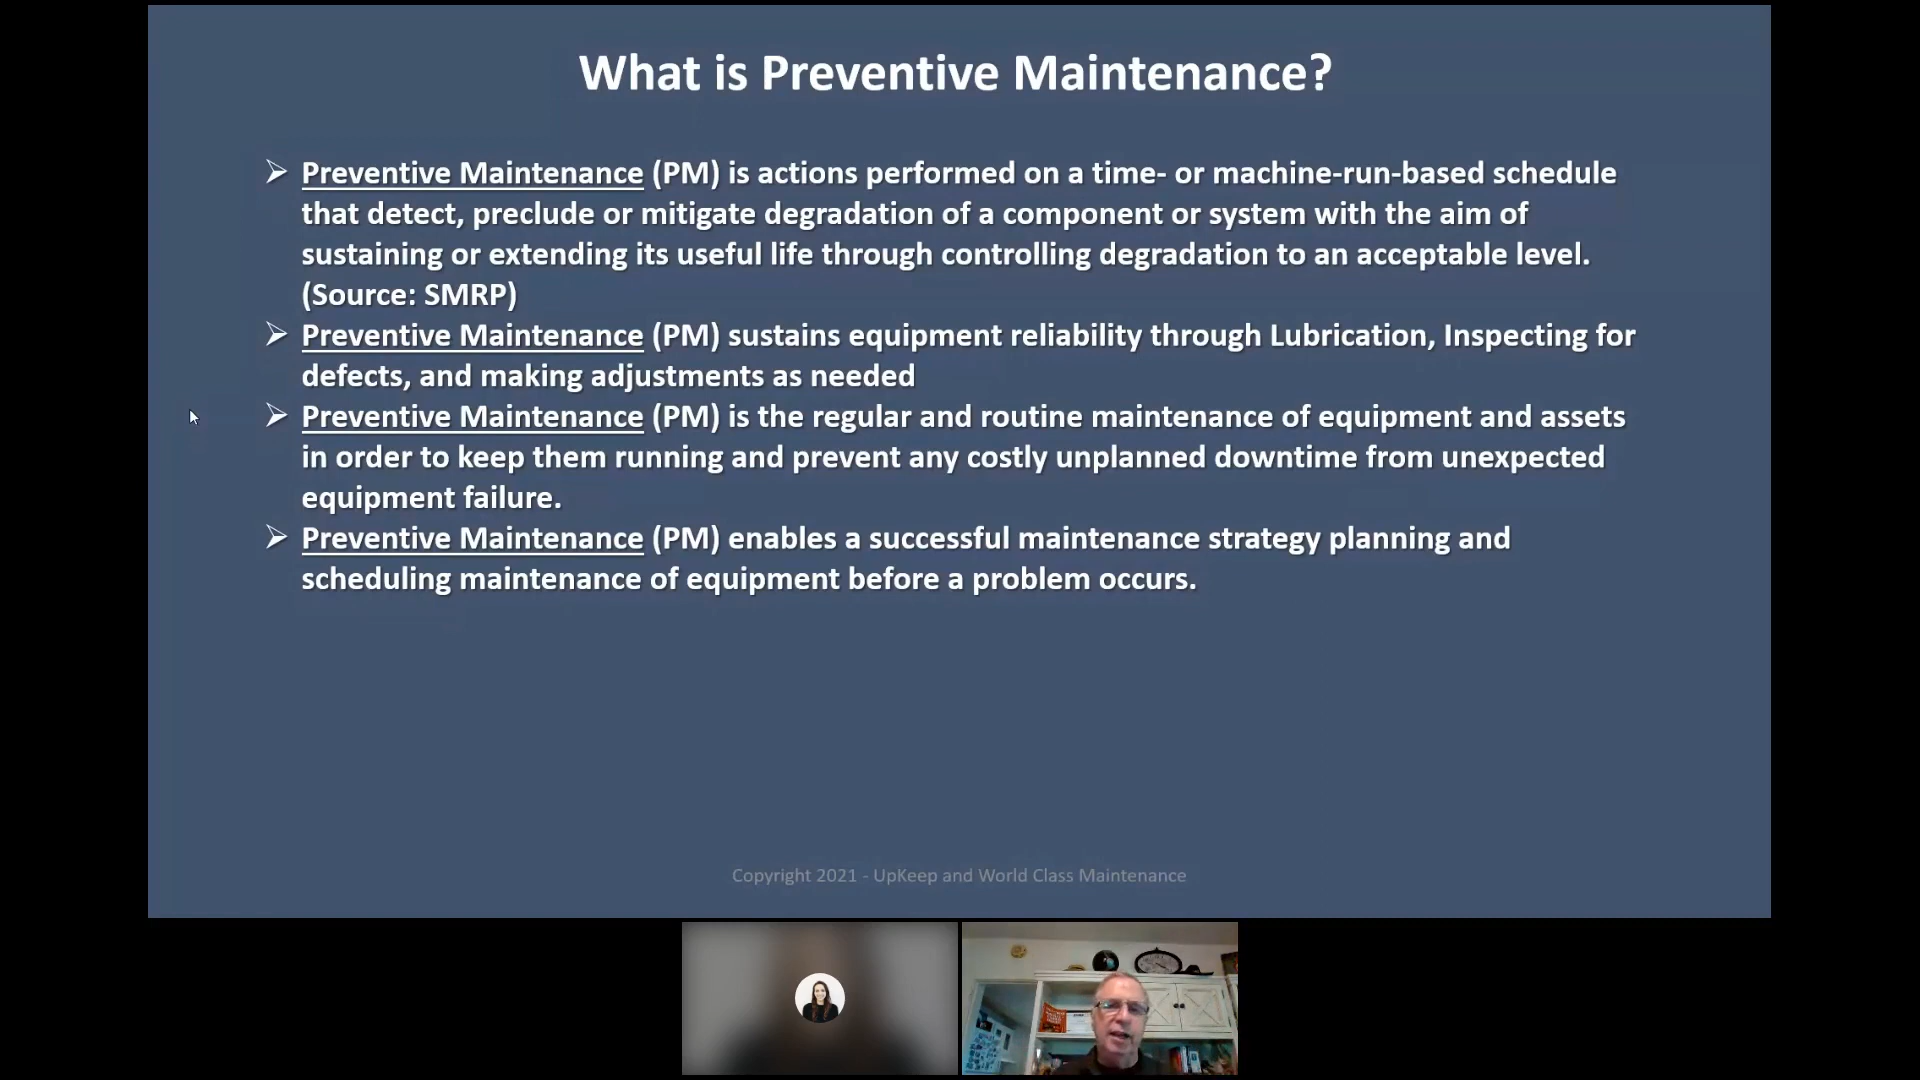 What is Preventive Maintenance?
➢ Preventive Maintenance (PM) is actions performed on a time- or machine-run-based schedule
that detect, preclude or mitigate degradation of a component or system with the aim of
sustaining or extending its useful life through controlling degradation to an acceptable level.
(Source: SMRP)
➢ Preventive Maintenance (PM) sustains equipment reliability through Lubrication, Inspecting for
defects, and making adjustments as needed
➢ Preventive Maintenance (PM) is the regular and routine maintenance of equipment and assets
in order to keep them running and prevent any costly unplanned downtime from unexpected
equipment failure.
➢ Preventive Maintenance (PM) enables a successful maintenance strategy planning and
scheduling maintenance of equipment before a problem occurs.
Copyright 2021 - UpKeep and World Class Maintenance